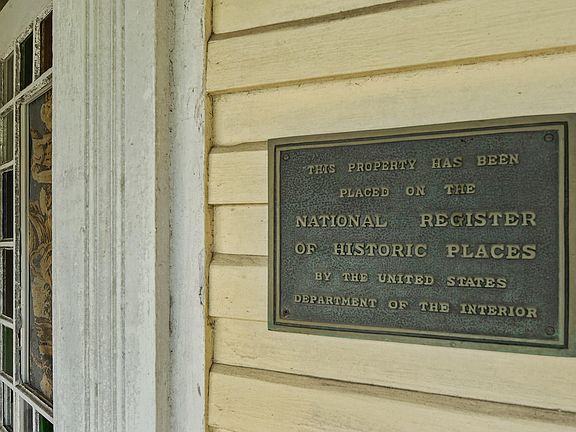 THIS PROPERTY HAS BEEN
PLACED ON THE
NATIONAL REGISTER
OF HISTORIC PLACES
BY THE UNITED STATES
DEPARTMENT OF THE INTERIOR